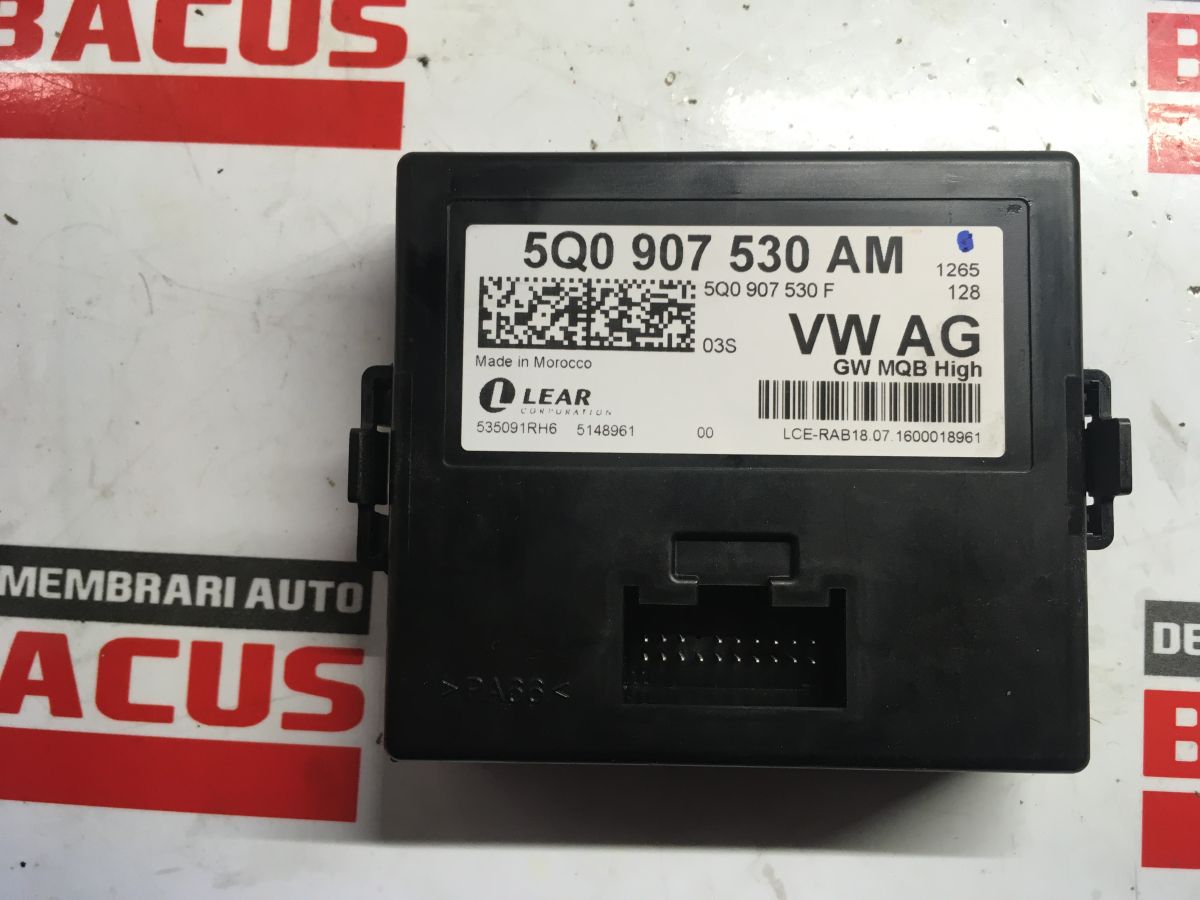 BACUS
5Q0 907 530 AM
1265
5Q0 907 530 F
128
03S
VW AG
Made in Morocco
GW MQB High
LEAR
CORPORATION
535091RH6 5148961 00
LCE-RAB18.07.1600018961
MEMBRARI AUTO
DE
ACUS
>PA66<
B